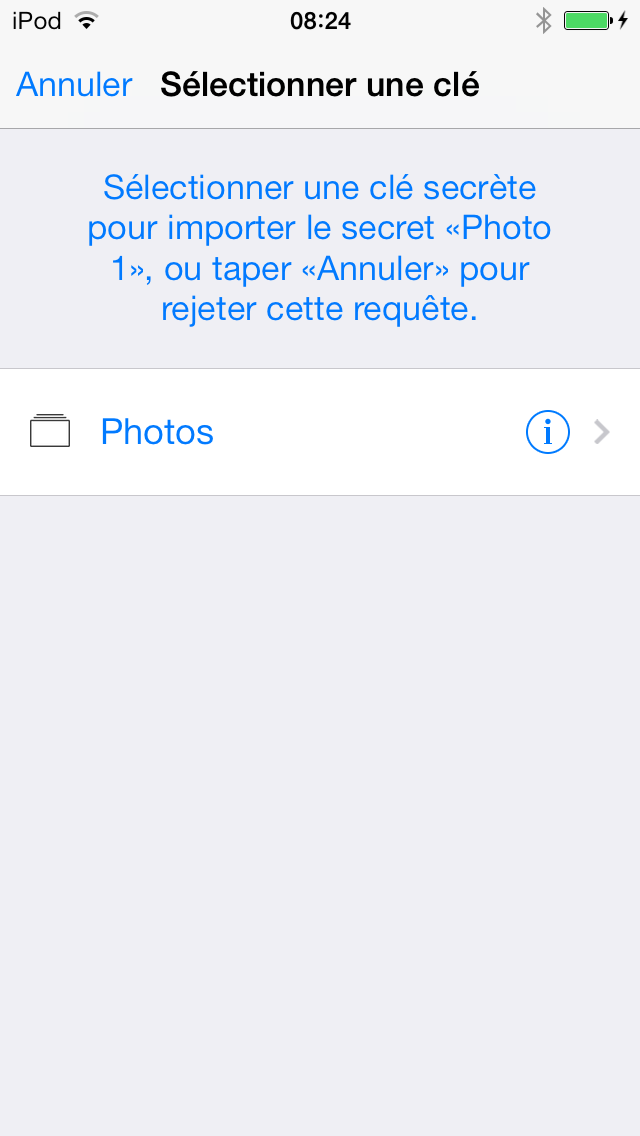 iPod 08:24
Annuler Sélectionner une clé
Sélectionner une clé secrète
pour importer le secret «Photo
1», ou taper «Annuler» pour
rejeter cette requête.
Photos